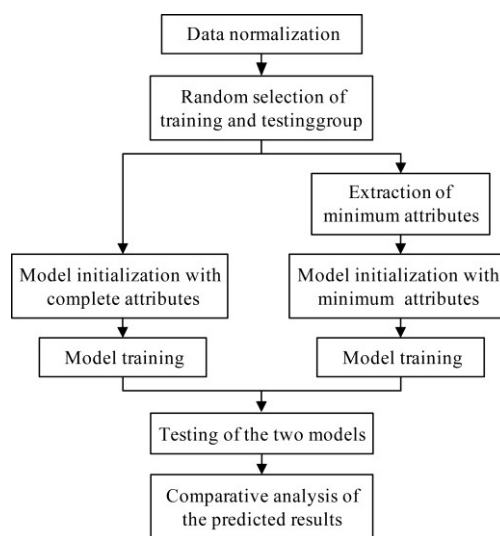 Data normalization
Random selection of
training and testinggroup
Extraction of
minimum attributes
Model initialization with
complete attributes
Model initialization with
minimum attributes
Model training
Model training
Testing of the two models
Comparative analysis of
the predicted results